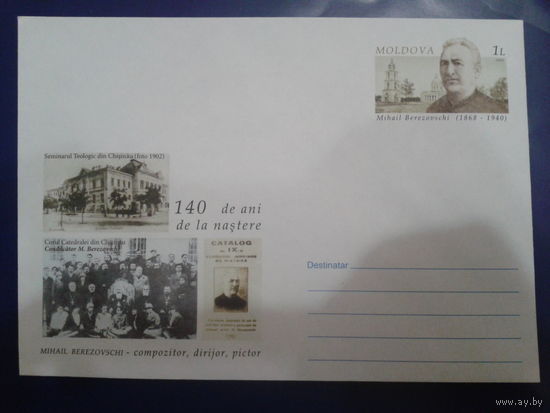 MOLDOVA 1L
Mihail Berezovschi (1868 - 1940)
Seminarul Teologic din Chişinău (foto 1902)
140 de ani
de la naştere
Corul Catedralei din Chişinău
Conducător M. Berezovschi
CATALOG
IX
Destinatar
MIHAIL BEREZOVSCHI - compozitor, dirijor, pictor
www.ay.by